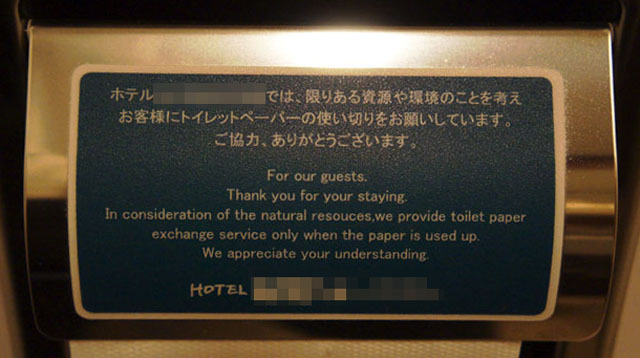 ホテル では、限りある資源や環境のことを考え
お客様にトイレットペーパーの使い切りをお願いしています。
ご協力、ありがとうございます。
For our guests.
Thank you for your staying.
In consideration of the natural resouces,we provide toilet paper
exchange service only when the paper is used up.
We appreciate your understanding.
HOTEL